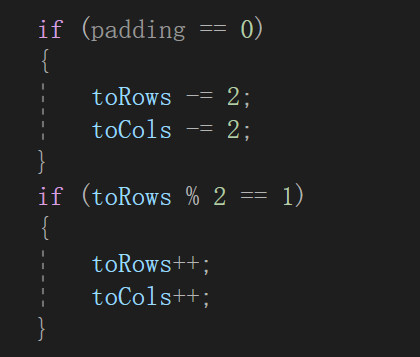 if (padding == 0)
{
toRows -= 2;
toCols -= 2;
}
if (toRows % 2 == 1)
{
toRows++;
toCols++;
}